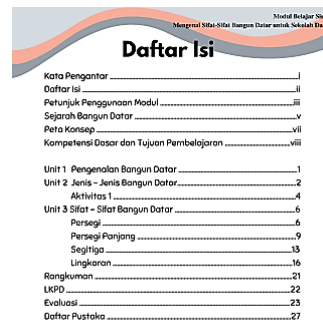 Modul Belajar Sis
Mengenal Sifat-Sifat Bangun Datar untuk Sekolah Da
Daftar Isi
Kata Pengantar i
Daftar Isi ii
Petunjuk Penggunaan Modul iii
Sejarah Bangun Datar v
Peta Konsep vii
Kompetensi Dasar dan Tujuan Pembelajaran viii
Unit 1 Pengenalan Bangun Datar 1
Unit 2 Jenis – Jenis Bangun Datar 2
Aktivitas 1 4
Unit 3 Sifat – Sifat Bangun Datar 6
Persegi 6
Persegi Panjang 9
Segitiga 13
Lingkaran 16
Rangkuman 21
LKPD 22
Evaluasi 23
Daftar Pustaka 27